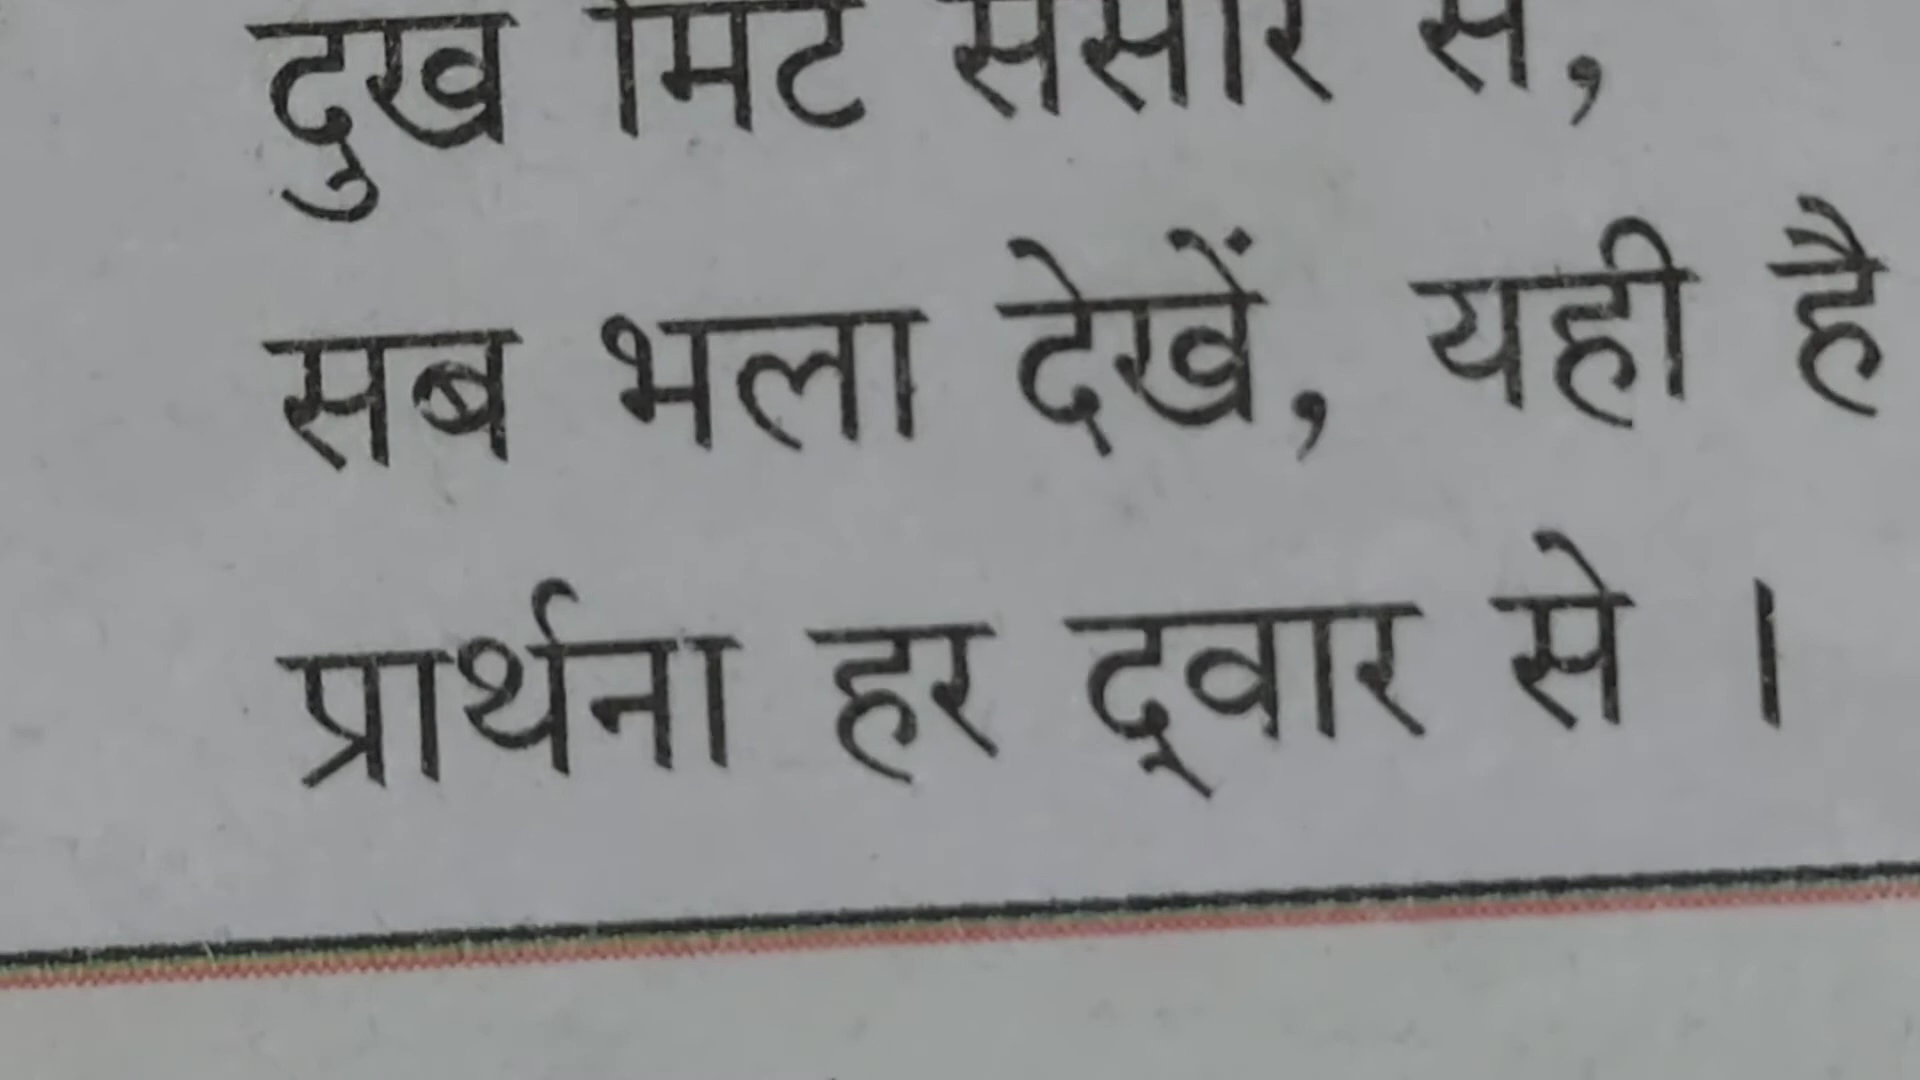 दुख मिटे संसार से,
सब भला देखें, यही है
प्रार्थना हर द्‌वार से ।